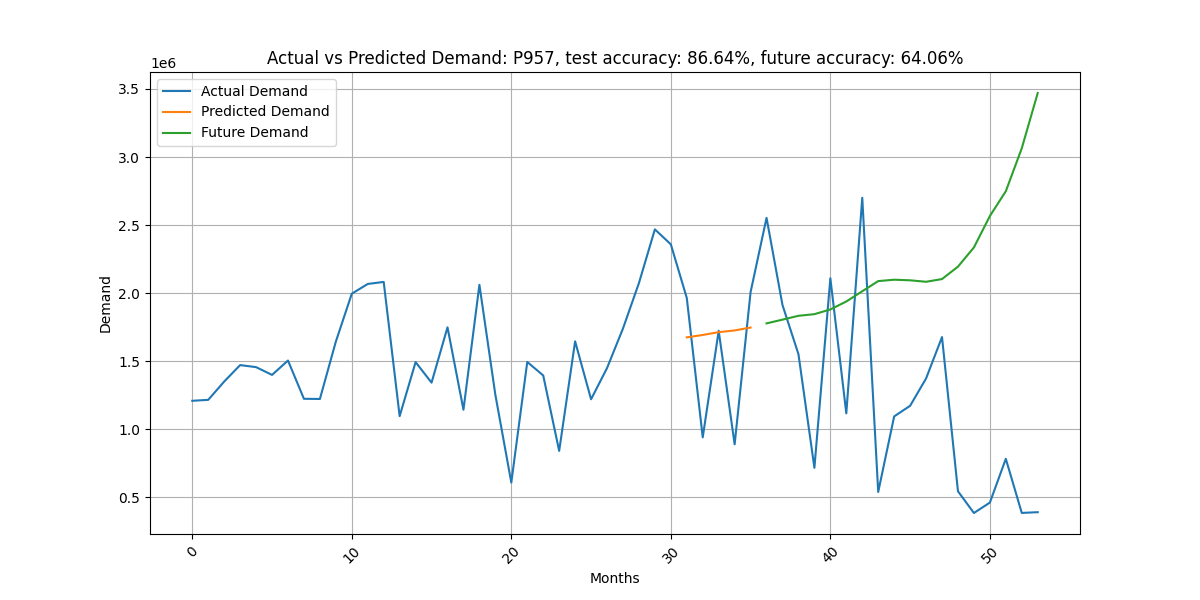 Actual vs Predicted Demand: P957, test accuracy: 86.64%, future accuracy: 64.06%
1e6
Actual Demand
Predicted Demand
Future Demand
3.5
3.0
2.5
2.0
1.5
1.0
0.5
Demand
0
10
20
30
40
50
Months